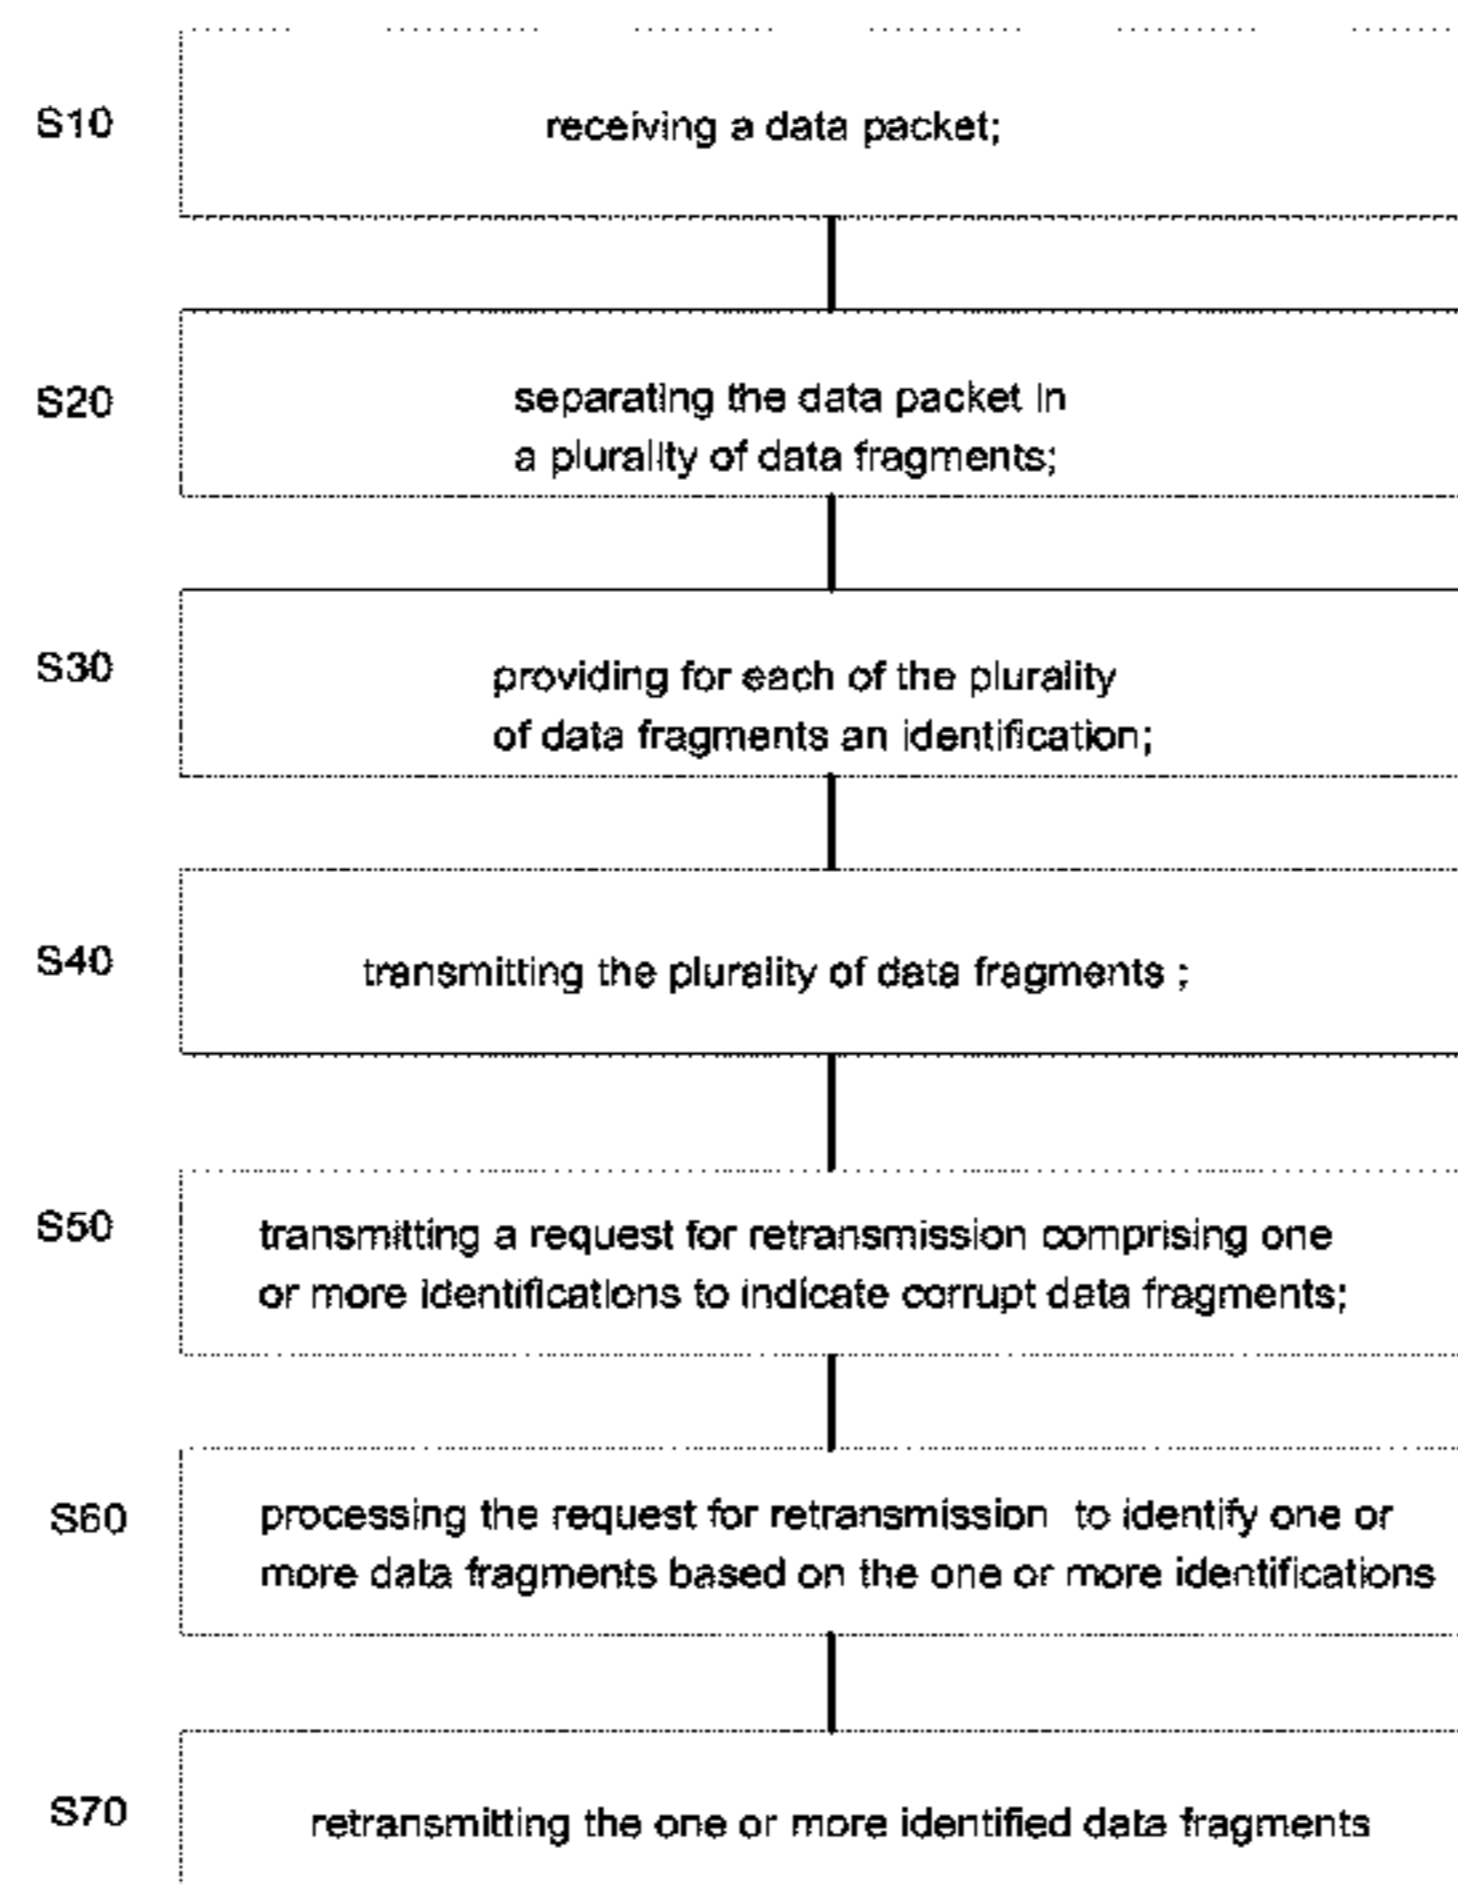 S10
receiving a data packet;
S20
separating the data packet in
a plurality of data fragments;
S30
providing for each of the plurality
of data fragments an identification;
S40
transmitting the plurality of data fragments ;
S50
transmitting a request for retransmission comprising one
or more identifications to indicate corrupt data fragments;
S60
processing the request for retransmission to identify one or
more data fragments based on the one or more identifications
S70
retransmitting the one or more identified data fragments